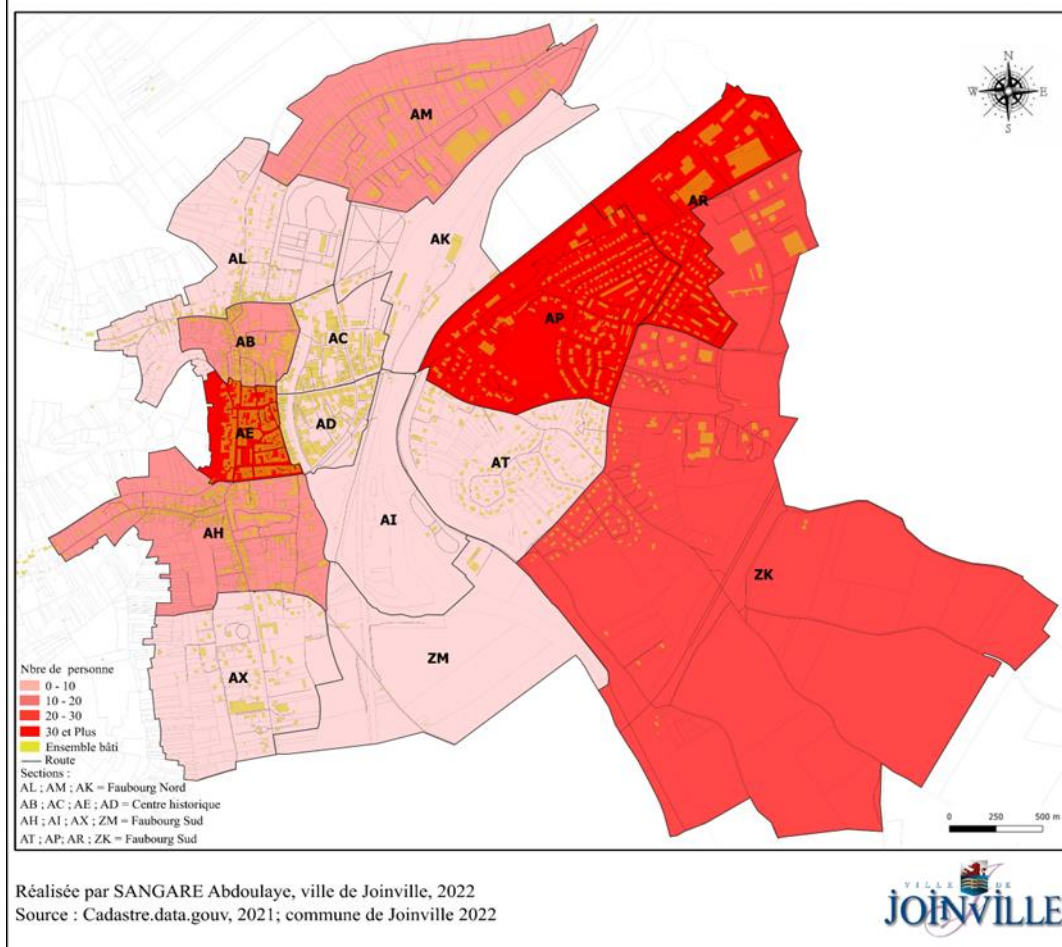 N
W E
S
AM
AR
AK
AL
AP
AC
AB
AD
AE
AT
AI
AH
ZK
ZM
AX
Nbre de personne
0 - 10
10 - 20
20 - 30
30 et Plus
Ensemble bâti
Route
Sections :
AL ; AM ; AK = Faubourg Nord
AB ; AC ; AE ; AD = Centre historique
AH ; AI ; AX ; ZM = Faubourg Sud
AT ; AP; AR ; ZK = Faubourg Sud
0 250 500 m
Réalisée par SANGARE Abdoulaye, ville de Joinville, 2022
Source : Cadastre.data.gouv, 2021; commune de Joinville 2022
VILLE DE
JOINVILLE